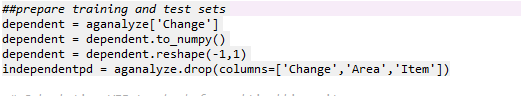 ##prepare training and test sets
dependent = aganalyze['Change']
dependent = dependent.to_numpy()
dependent = dependent.reshape(-1,1)
independentpd = aganalyze.drop(columns=['Change','Area','Item'])